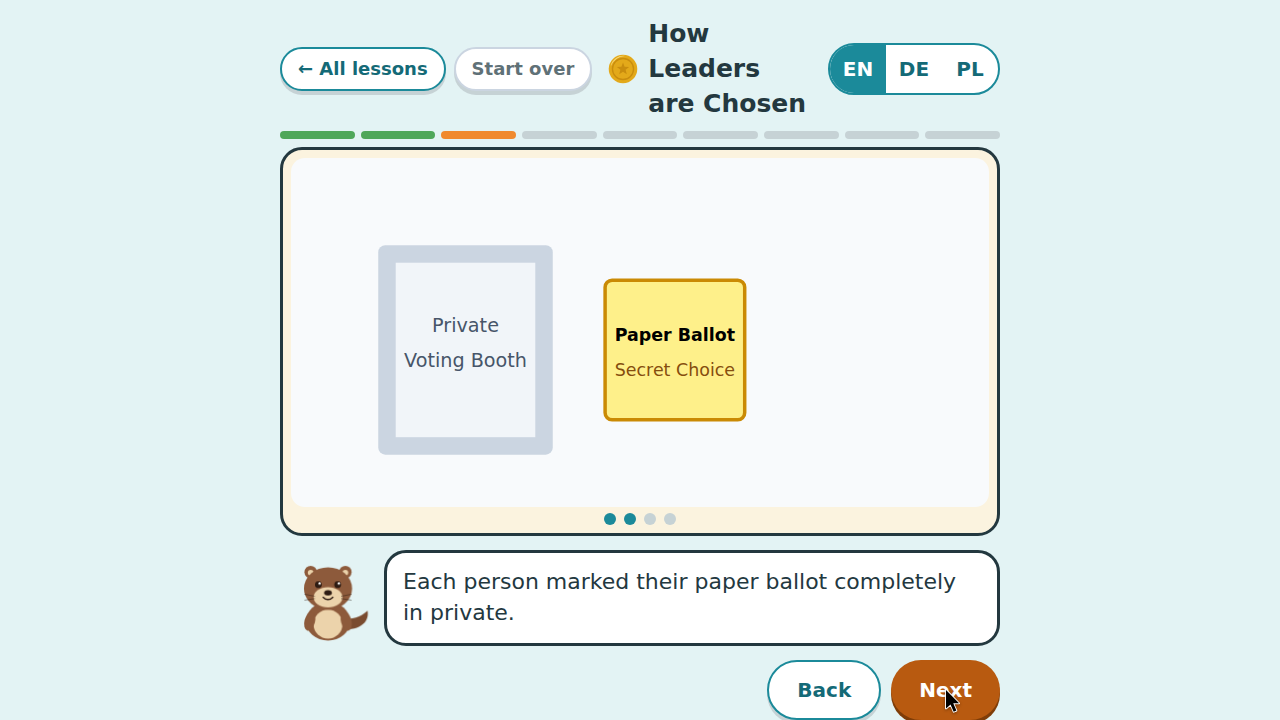 ← All lessons
Start over
How
Leaders
are Chosen
EN
DE
PL
Private
Voting Booth
Paper Ballot
Secret Choice
Each person marked their paper ballot completely
in private.
Back
Next